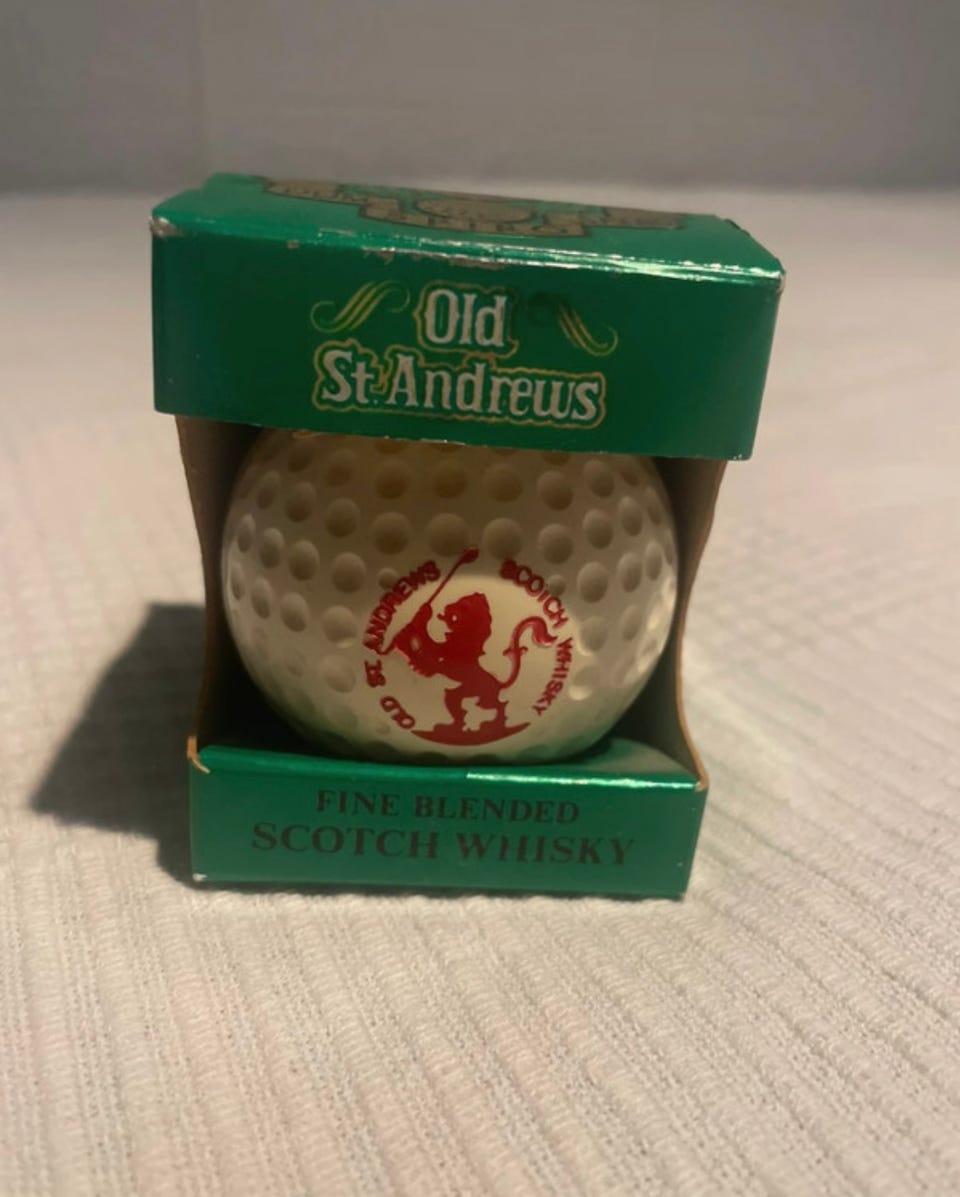 Old
St. Andrews
OLD ST. ANDREWS SCOTCH WHISKY
FINE BLENDED
SCOTCH WHISKY